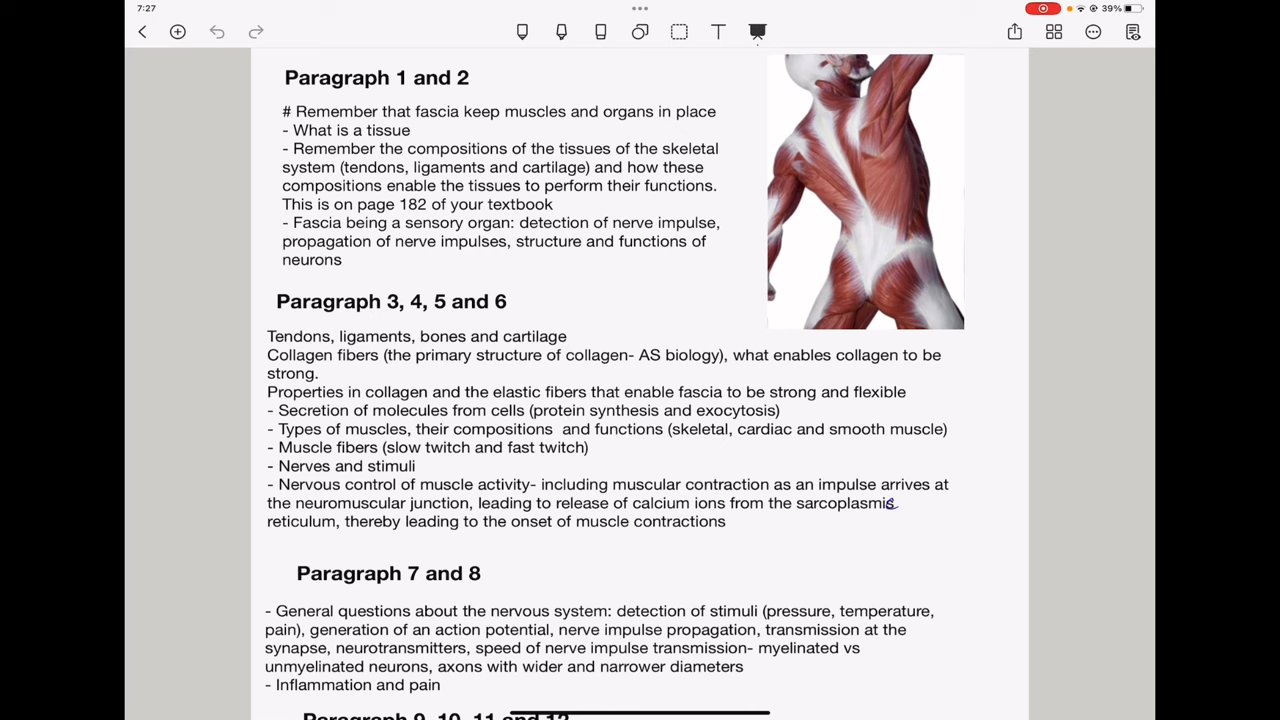 7:27
39%
Paragraph 1 and 2
# Remember that fascia keep muscles and organs in place
- What is a tissue
- Remember the compositions of the tissues of the skeletal
system (tendons, ligaments and cartilage) and how these
compositions enable the tissues to perform their functions.
This is on page 182 of your textbook
- Fascia being a sensory organ: detection of nerve impulse,
propagation of nerve impulses, structure and functions of
neurons
Paragraph 3, 4, 5 and 6
Tendons, ligaments, bones and cartilage
Collagen fibers (the primary structure of collagen- AS biology), what enables collagen to be
strong.
Properties in collagen and the elastic fibers that enable fascia to be strong and flexible
- Secretion of molecules from cells (protein synthesis and exocytosis)
- Types of muscles, their compositions and functions (skeletal, cardiac and smooth muscle)
- Muscle fibers (slow twitch and fast twitch)
- Nerves and stimuli
- Nervous control of muscle activity- including muscular contraction as an impulse arrives at
the neuromuscular junction, leading to release of calcium ions from the sarcoplasmic
reticulum, thereby leading to the onset of muscle contractions
Paragraph 7 and 8
- General questions about the nervous system: detection of stimuli (pressure, temperature,
pain), generation of an action potential, nerve impulse propagation, transmission at the
synapse, neurotransmitters, speed of nerve impulse transmission- myelinated vs
unmyelinated neurons, axons with wider and narrower diameters
- Inflammation and pain
Paragraph 9, 10, 11 and 12